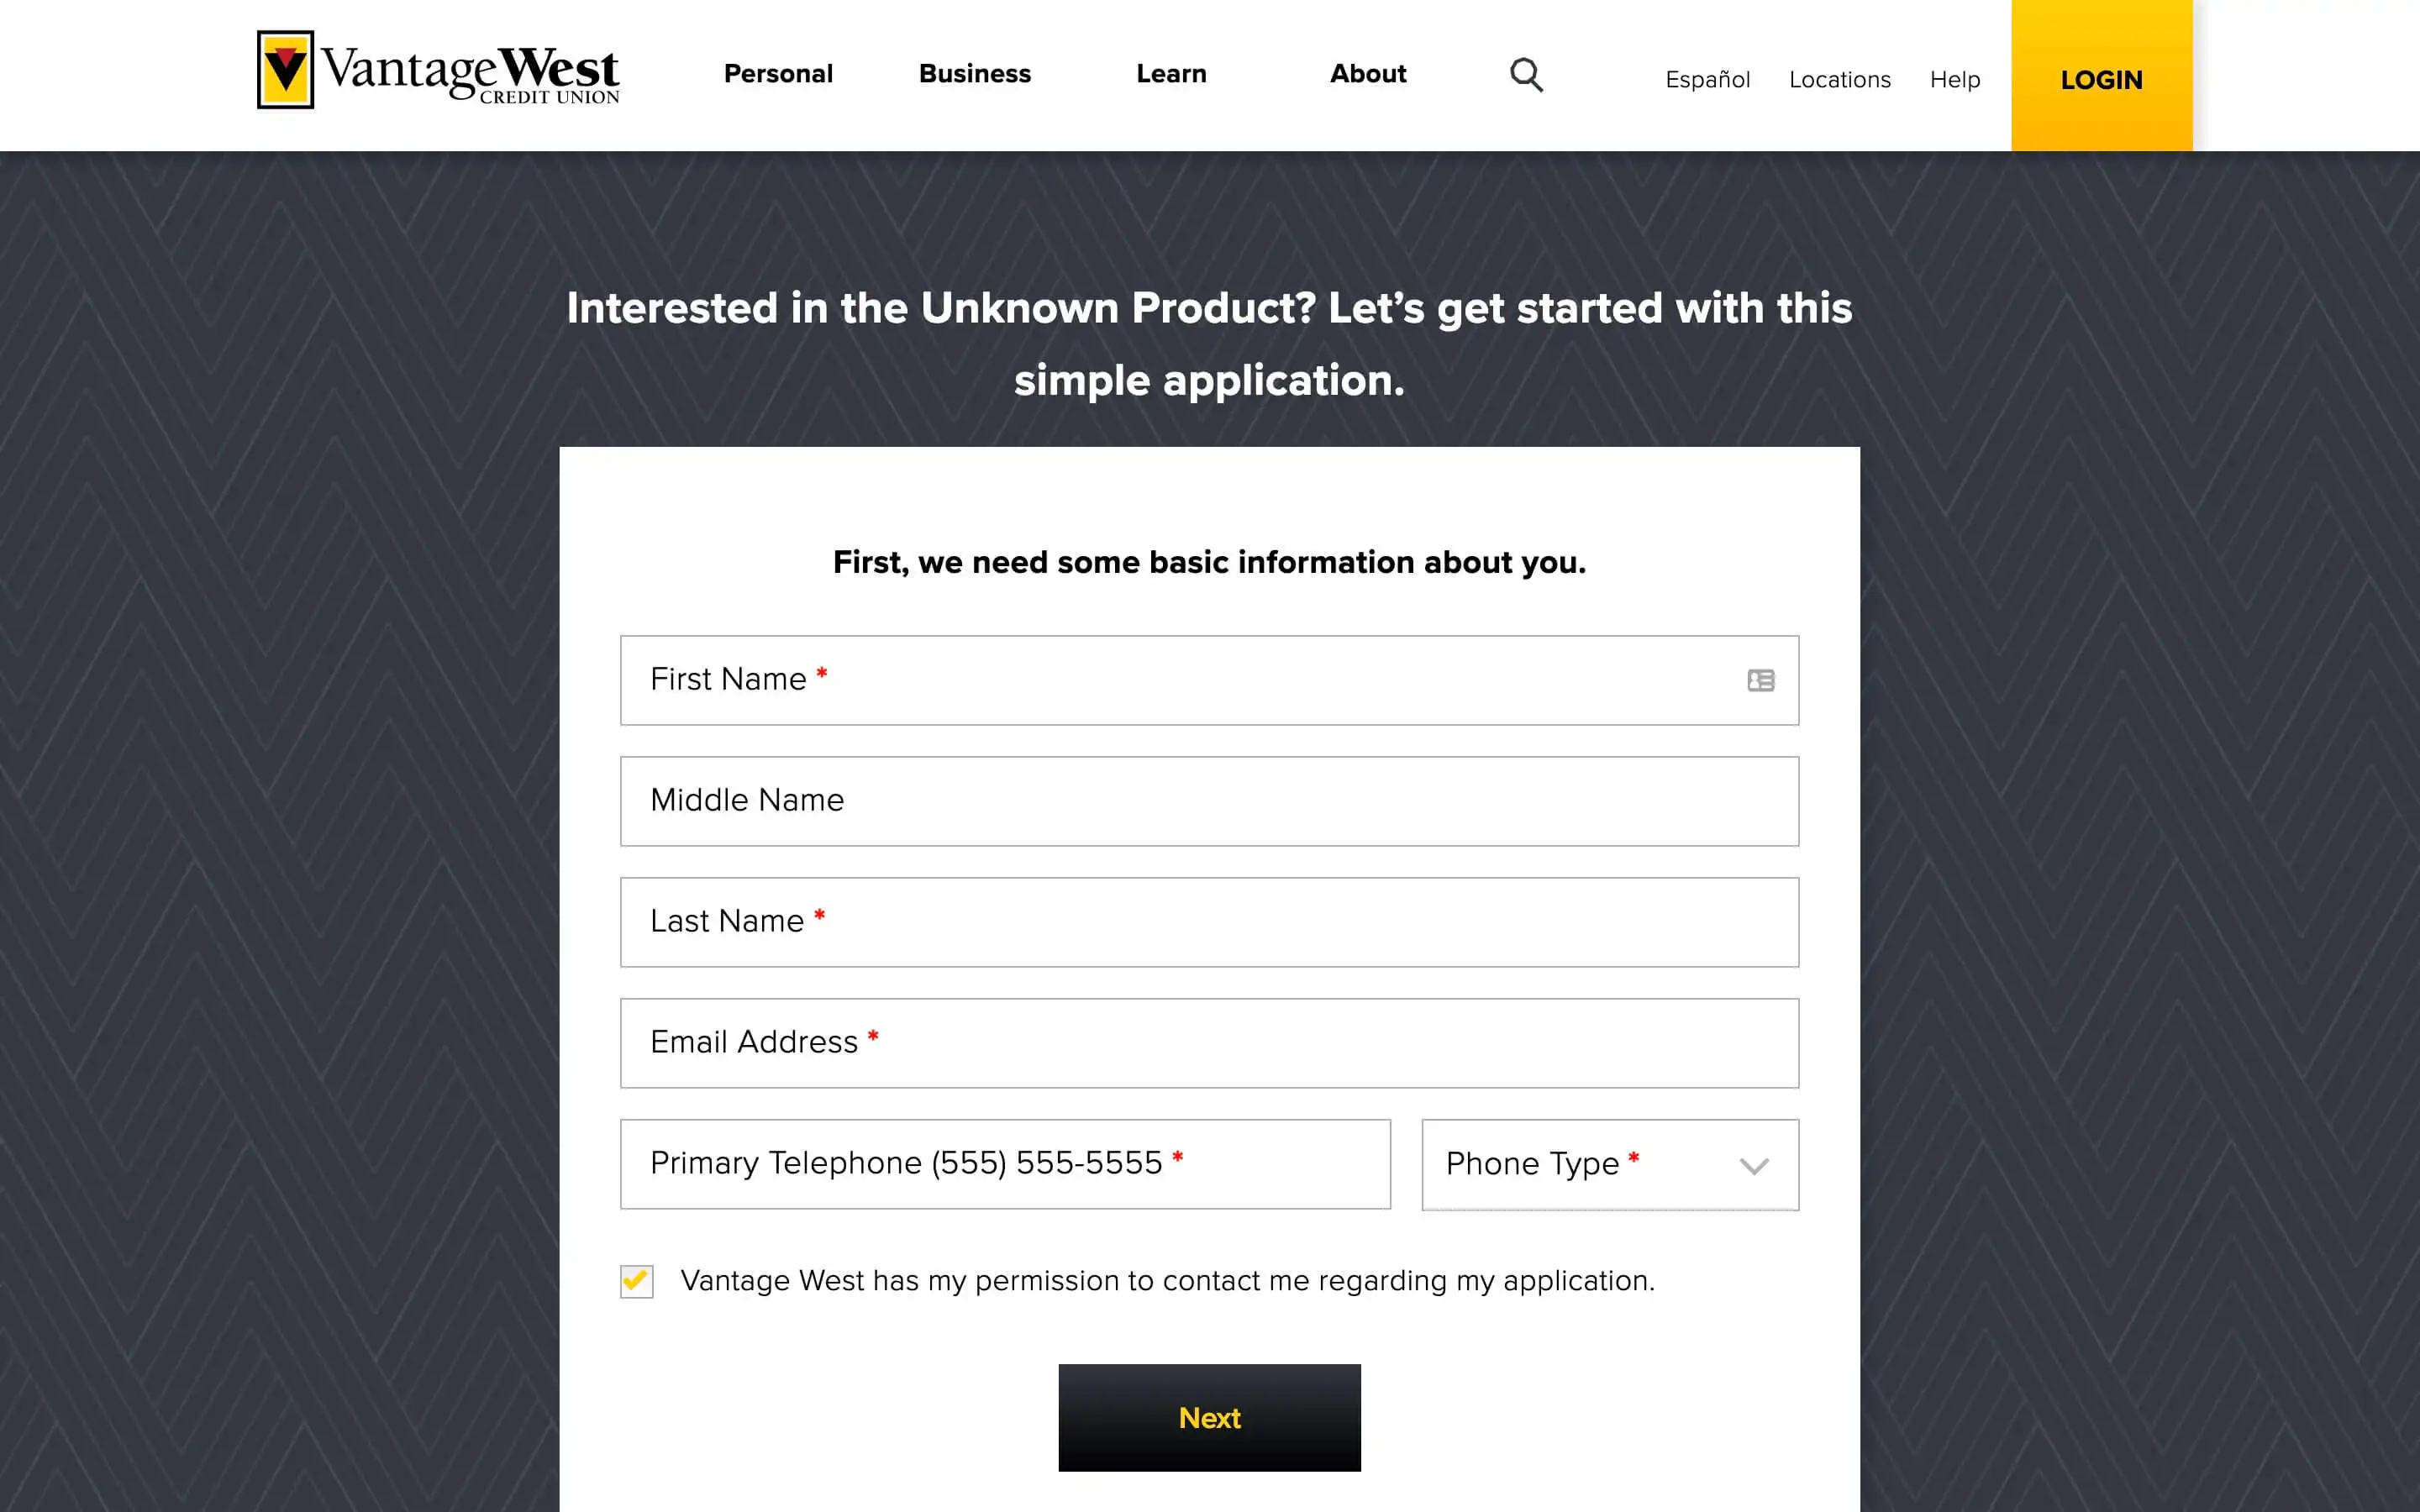 VantageWest
CREDIT UNION
Personal
Business
Learn
About
Español
Locations
Help
LOGIN
Interested in the Unknown Product? Let’s get started with this
simple application.
First, we need some basic information about you.
First Name *
Middle Name
Last Name *
Email Address *
Primary Telephone (555) 555-5555 *
Phone Type *
Vantage West has my permission to contact me regarding my application.
Next